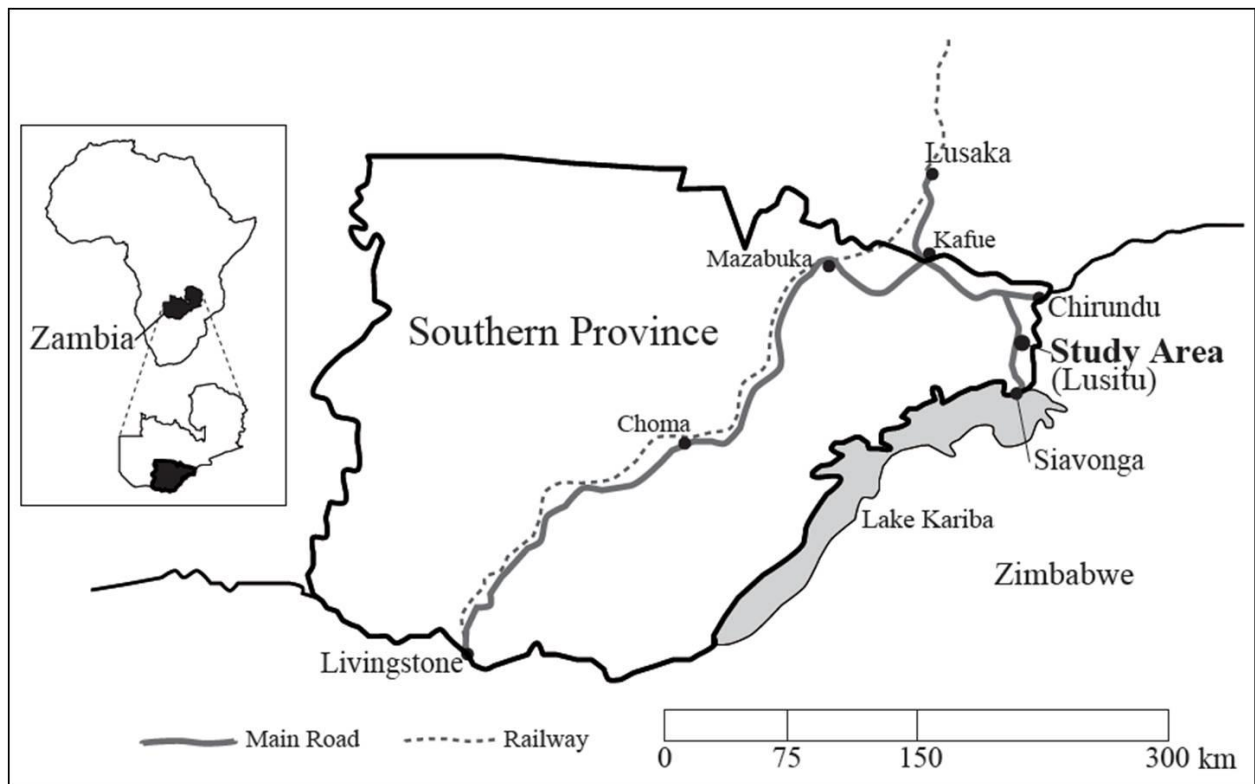 Lusaka
Kafue
Mazabuka
Chirundu
Zambia
Southern Province
Study Area
(Lusitu)
Choma
Siavonga
Lake Kariba
Zimbabwe
Livingstone
Main Road
Railway
0 75 150 300 km